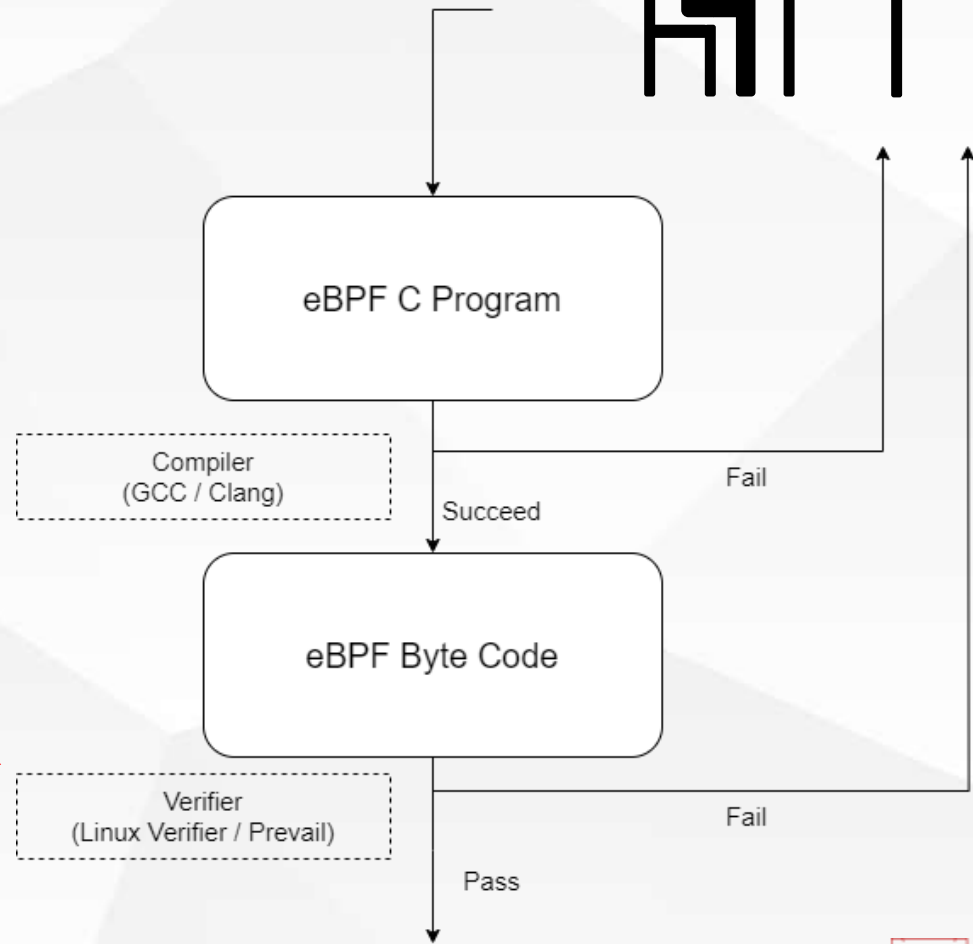 eBPF C Program
Compiler
(GCC / Clang)
Fail
Succeed
eBPF Byte Code
Verifier
(Linux Verifier / Prevail)
Fail
Pass